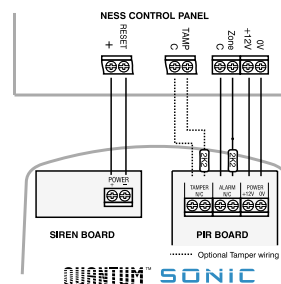 NESS CONTROL PANEL
+
RESET
C
TAMP
C
Zone
+12V
0V
2K2
2K2
POWER
+ −
TAMPER N/C
ALARM N/C
POWER +12V 0V
SIREN BOARD
PIR BOARD
Optional Tamper wiring
QUANTUM™ SONIC